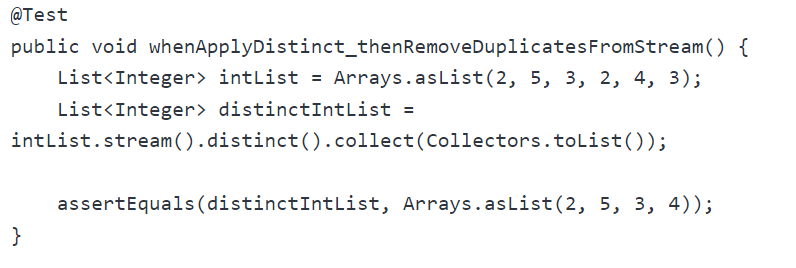 @Test
public void whenApplyDistinct_thenRemoveDuplicatesFromStream() {
    List<Integer> intList = Arrays.asList(2, 5, 3, 2, 4, 3);
    List<Integer> distinctIntList =
intList.stream().distinct().collect(Collectors.toList());

    assertEquals(distinctIntList, Arrays.asList(2, 5, 3, 4));
}